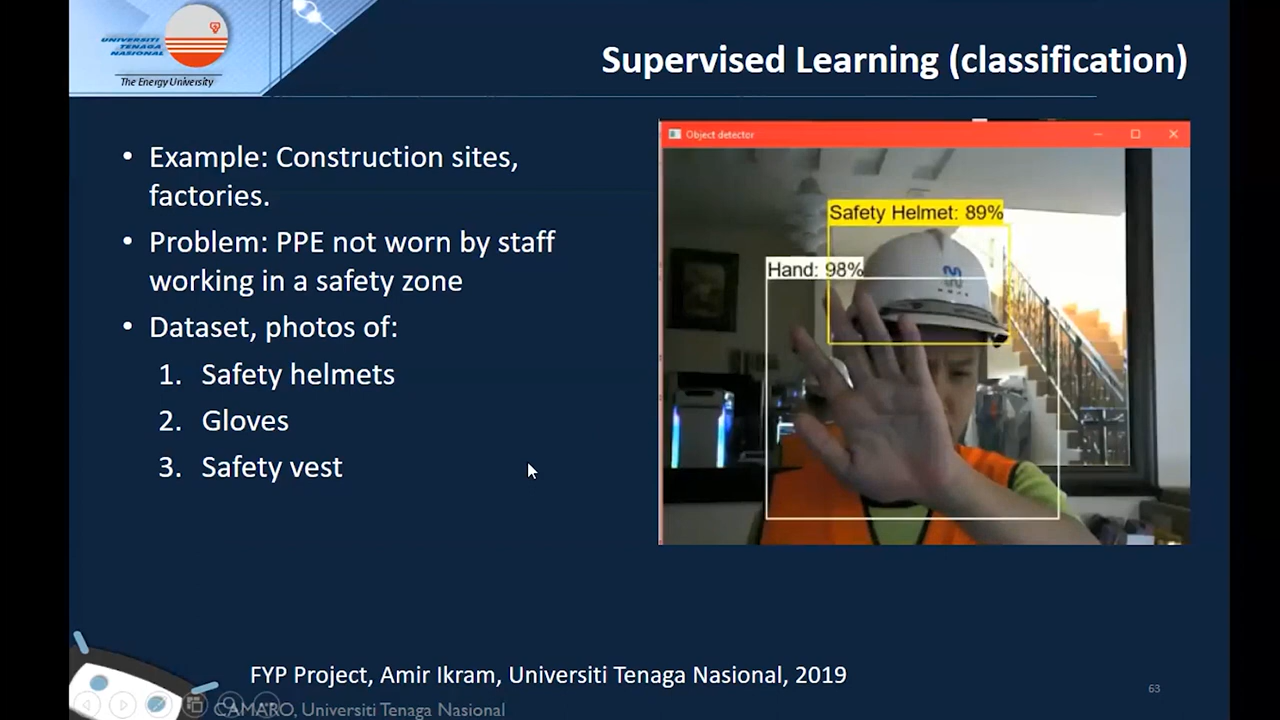 UNIVERSITI
TENAGA
NASIONAL
The Energy University
Supervised Learning (classification)
• Example: Construction sites,
factories.
• Problem: PPE not worn by staff
working in a safety zone
• Dataset, photos of:
1. Safety helmets
2. Gloves
3. Safety vest
Object detector
Safety Helmet: 89%
Hand: 98%
FYP Project, Amir Ikram, Universiti Tenaga Nasional, 2019
63
CAMARO, Universiti Tenaga Nasional